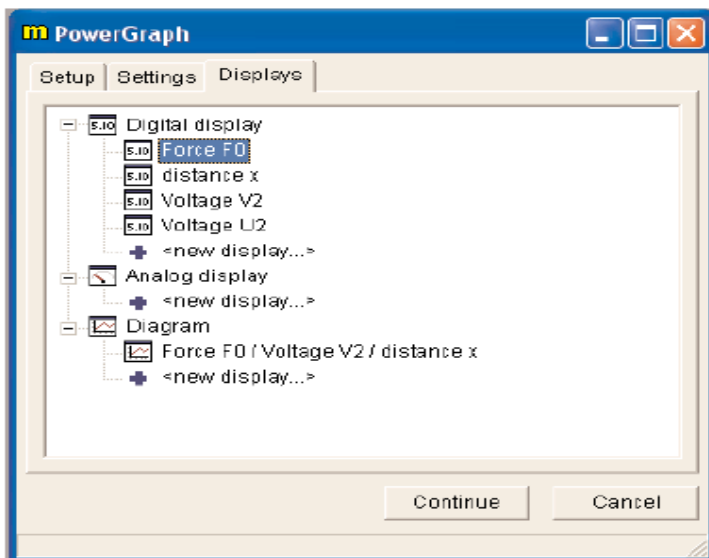 m PowerGraph
Setup Settings Displays
5.10 Digital display
5.10 Force F0
5.10 distance x
5.10 Voltage V2
5.10 Voltage U2
<new display...>
Analog display
<new display...>
Diagram
Force F0 / Voltage V2 / distance x
<new display...>
Continue Cancel